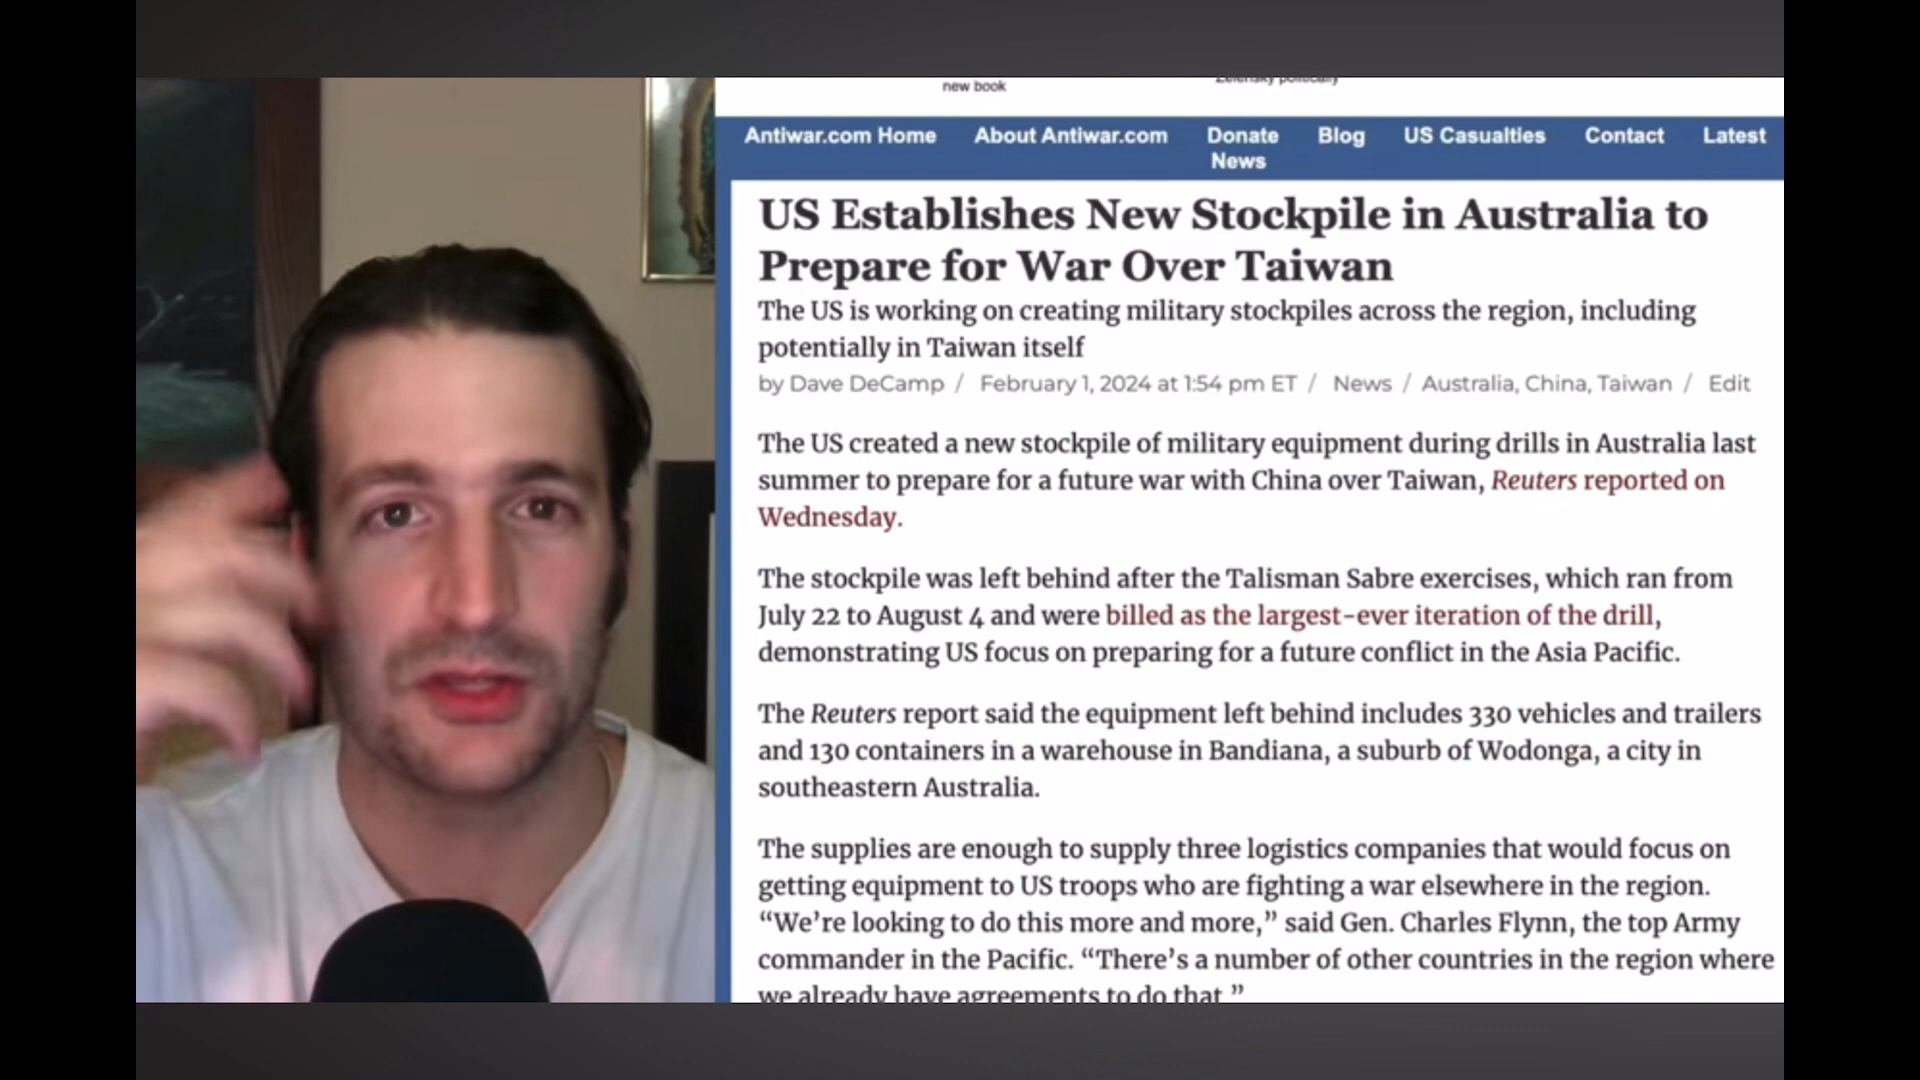 new book
Zelensky politically
Antiwar.com Home About Antiwar.com Donate Blog US Casualties Contact Latest
News
US Establishes New Stockpile in Australia to
Prepare for War Over Taiwan
The US is working on creating military stockpiles across the region, including
potentially in Taiwan itself
by Dave DeCamp / February 1, 2024 at 1:54 pm ET / News / Australia, China, Taiwan / Edit
The US created a new stockpile of military equipment during drills in Australia last
summer to prepare for a future war with China over Taiwan, Reuters reported on
Wednesday.
The stockpile was left behind after the Talisman Sabre exercises, which ran from
July 22 to August 4 and were billed as the largest-ever iteration of the drill,
demonstrating US focus on preparing for a future conflict in the Asia Pacific.
The Reuters report said the equipment left behind includes 330 vehicles and trailers
and 130 containers in a warehouse in Bandiana, a suburb of Wodonga, a city in
southeastern Australia.
The supplies are enough to supply three logistics companies that would focus on
getting equipment to US troops who are fighting a war elsewhere in the region.
“We’re looking to do this more and more,” said Gen. Charles Flynn, the top Army
commander in the Pacific. “There’s a number of other countries in the region where
we already have agreements to do that.”